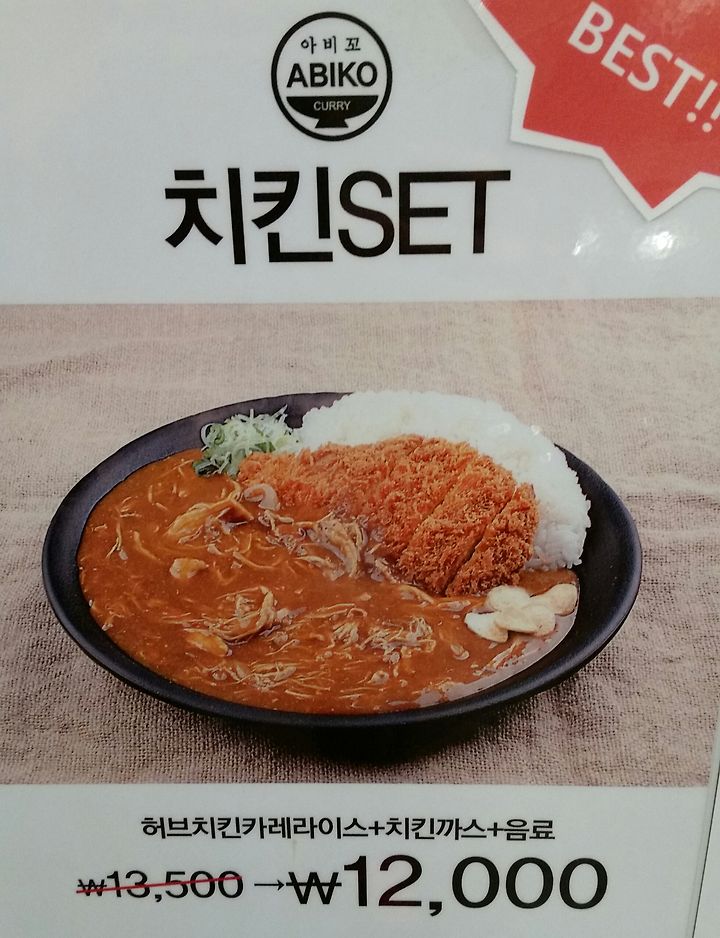 아비꼬
ABIKO
CURRY
BEST!!
치킨SET
허브치킨카레라이스+치킨까스+음료
₩13,500→₩12,000